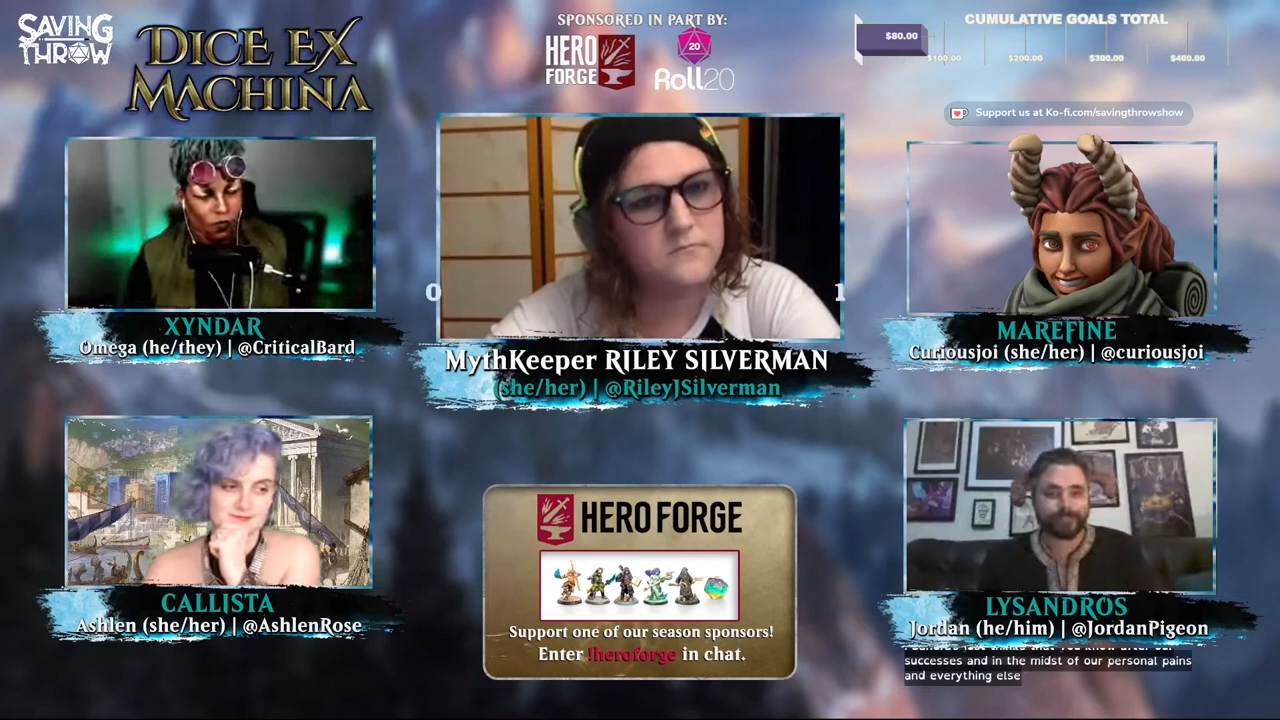 SAVING
THROW
DICE EX
MACHINA
SPONSORED IN PART BY:
HERO
FORGE
20
Roll20
CUMULATIVE GOALS TOTAL
$80.00
$100.00
$200.00
$300.00
$400.00
Support us at Ko-fi.com/savingthrowshow
0
1
XYNDAR
Omega (he/they) | @CriticalBard
MythKeeper RILEY SILVERMAN
(she/her) | @RileyJSilverman
MAREFINE
Curiousjoi (she/her) | @curiousjoi
CALLISTA
Ashlen (she/her) | @AshlenRose
HERO FORGE
Support one of our season sponsors!
Enter !heroforge in chat.
LYSANDROS
Jordan (he/him) | @JordanPigeon
successes and in the midst of our personal pains
and everything else